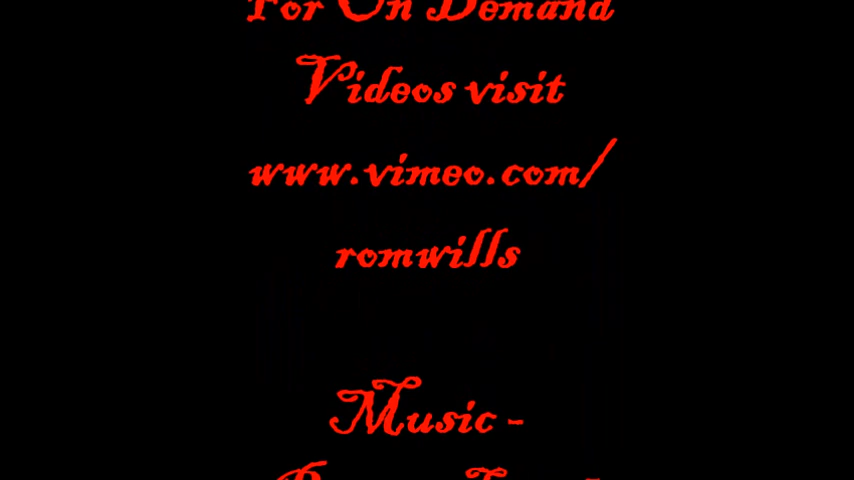 For On Demand
Videos visit
www.vimeo.com/
romwills
Music -